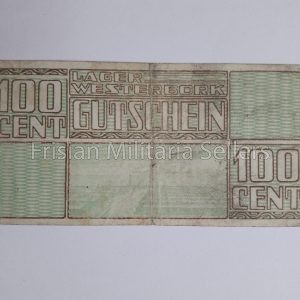 100
CENT
LAGER
WESTERBORK
GUTSCHEIN
Frisian Militaria Sellers
100
CENT